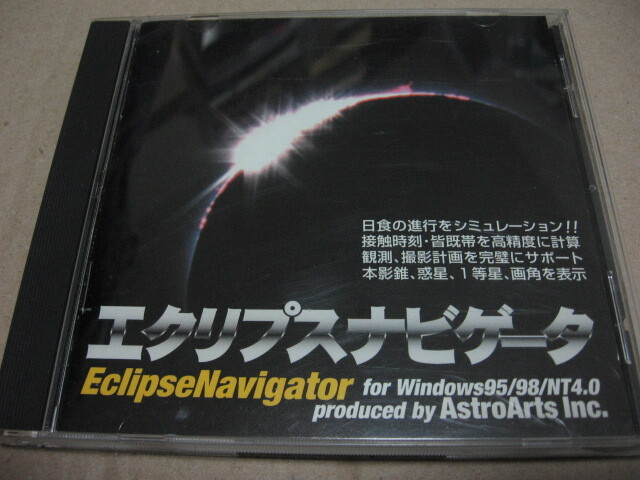 日食の進行をシミュレーション!!
接触時刻・皆既帯を高精度に計算
観測、撮影計画を完璧にサポート
本影錐、惑星、1等星、画角を表示
エクリプスナビゲータ
EclipseNavigator for Windows95/98/NT4.0
produced by AstroArts Inc.